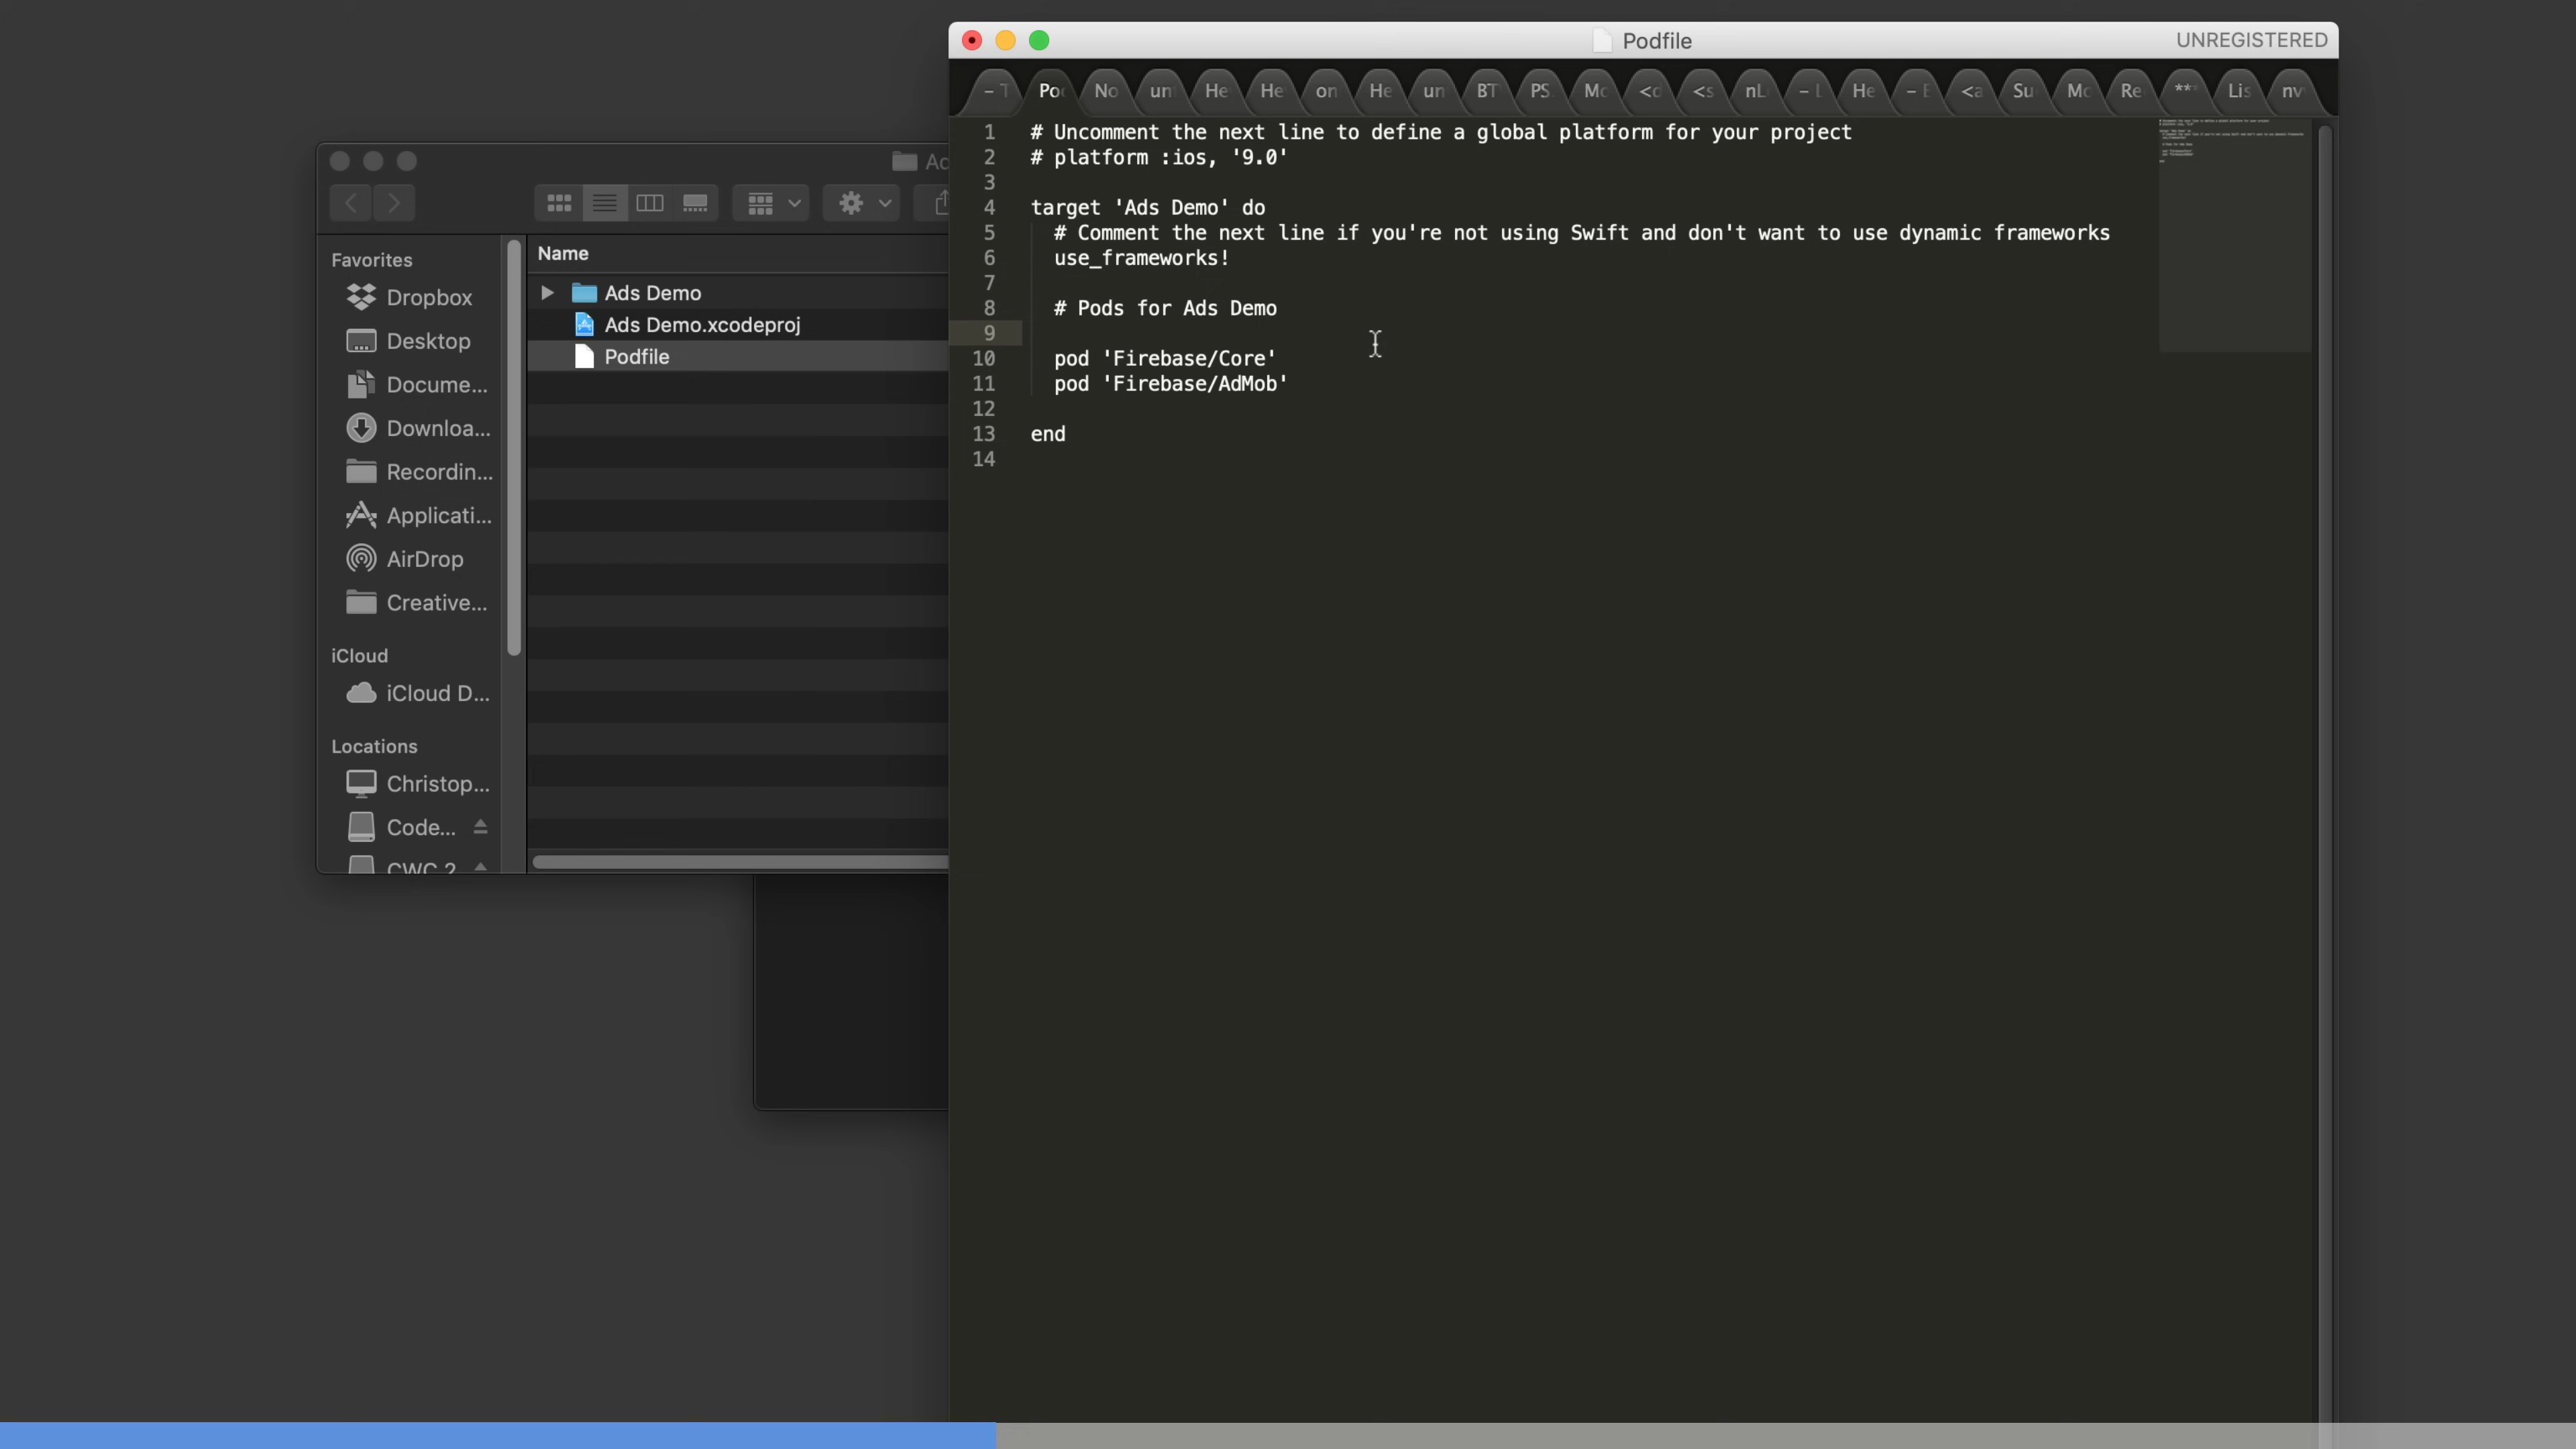 Podfile
UNREGISTERED
– T
Po
No
un
He
He
on
He
un
BT
PS
Mo
<d
<s
nL
– L
He
– E
<a
Su
Mo
Re
**
Lis
nv
1 # Uncomment the next line to define a global platform for your project
2 # platform :ios, '9.0'
3
4 target 'Ads Demo' do
5 # Comment the next line if you're not using Swift and don't want to use dynamic frameworks
6 use_frameworks!
7
8 # Pods for Ads Demo
9
10 pod 'Firebase/Core'
11 pod 'Firebase/AdMob'
12
13 end
14
Ad
Favorites
Dropbox
Desktop
Docume...
Downloa...
Recordin...
Applicati...
AirDrop
Creative...
iCloud
iCloud D...
Locations
Christop...
Code...
CWC 2
Name
Ads Demo
Ads Demo.xcodeproj
Podfile